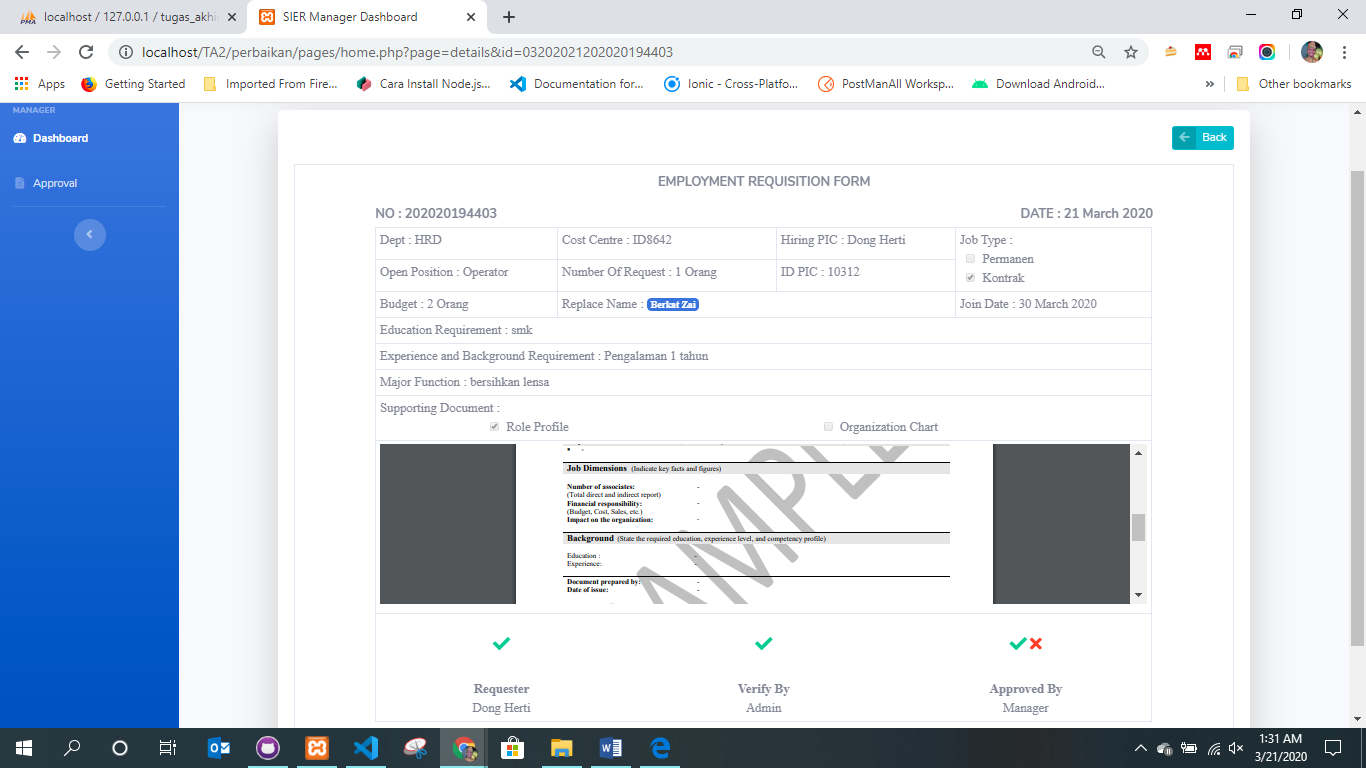 localhost / 127.0.0.1 / tugas_akhi
SIER Manager Dashboard
localhost/TA2/perbaikan/pages/home.php?page=details&id=03202021202020194403
Apps
Getting Started
Imported From Fire...
Cara Install Node.js...
Documentation for...
Ionic - Cross-Platfo...
PostManAll Worksp...
Download Android...
»
Other bookmarks
MANAGER
Dashboard
Approval
Back
EMPLOYMENT REQUISITION FORM
NO : 202020194403
DATE : 21 March 2020
Dept : HRD
Cost Centre : ID8642
Hiring PIC : Dong Herti
Job Type :
Permanen
Kontrak
Open Position : Operator
Number Of Request : 1 Orang
ID PIC : 10312
Budget : 2 Orang
Replace Name : Berkat Zai
Join Date : 30 March 2020
Education Requirement : smk
Experience and Background Requirement : Pengalaman 1 tahun
Major Function : bersihkan lensa
Supporting Document :
Role Profile
Organization Chart
Job Dimensions (Indicate key facts and figures)
Number of associates: -
(Total direct and indirect report)
Financial responsibility: -
(Budget, Cost, Sales, etc.)
Impact on the organization: -
Background (State the required education, experience level, and competency profile)
Education : -
Experience: -
Document prepared by: -
Date of issue: -
AMPLE
Requester
Dong Herti
Verify By
Admin
Approved By
Manager
1:31 AM
3/21/2020